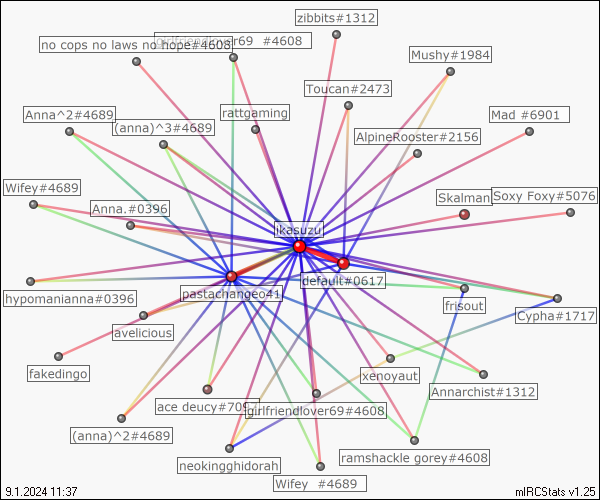 zibbits#1312
girlfriendlover69 #4608
no cops no laws no hope#4608
Mushy#1984
Toucan#2473
Anna^2#4689
rattgaming
Mad #6901
(anna)^3#4689
AlpineRooster#2156
Wifey#4689
Skalman
Soxy Foxy#5076
Anna.#0396
ikasuzu
default#0617
pastachangeo41
hypomanianna#0396
frisout
Cypha#1717
avelicious
fakedingo
xenoyaut
Annarchist#1312
ace deucy#709
girlfriendlover69#4608
(anna)^2#4689
ramshackle gorey#4608
neokingghidorah
Wifey #4689
9.1.2024 11:37
mIRCStats v1.25